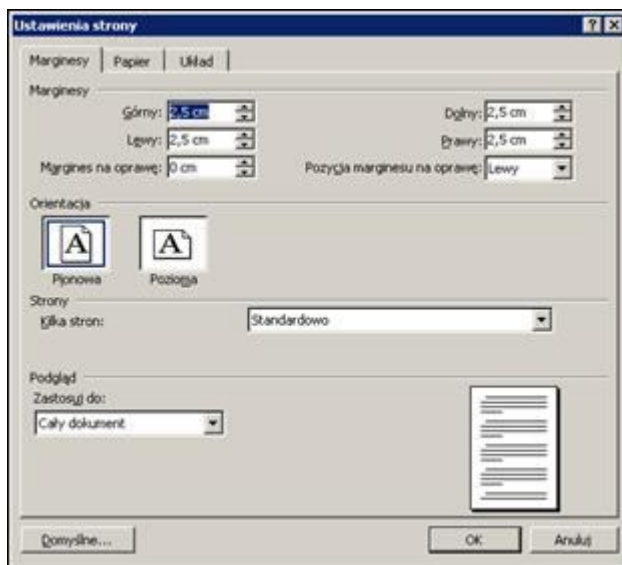 Ustawienia strony
Marginesy Papier Układ
Marginesy
Górny: 2,5 cm Dolny: 2,5 cm
Lewy: 2,5 cm Prawy: 2,5 cm
Margines na oprawę: 0 cm Pozycja marginesu na oprawę: Lewy
Orientacja
A A
Pionowa Pozioma
Strony
Kilka stron: Standardowo
Podgląd
Zastosuj do:
Cały dokument
Domyślne... OK Anuluj